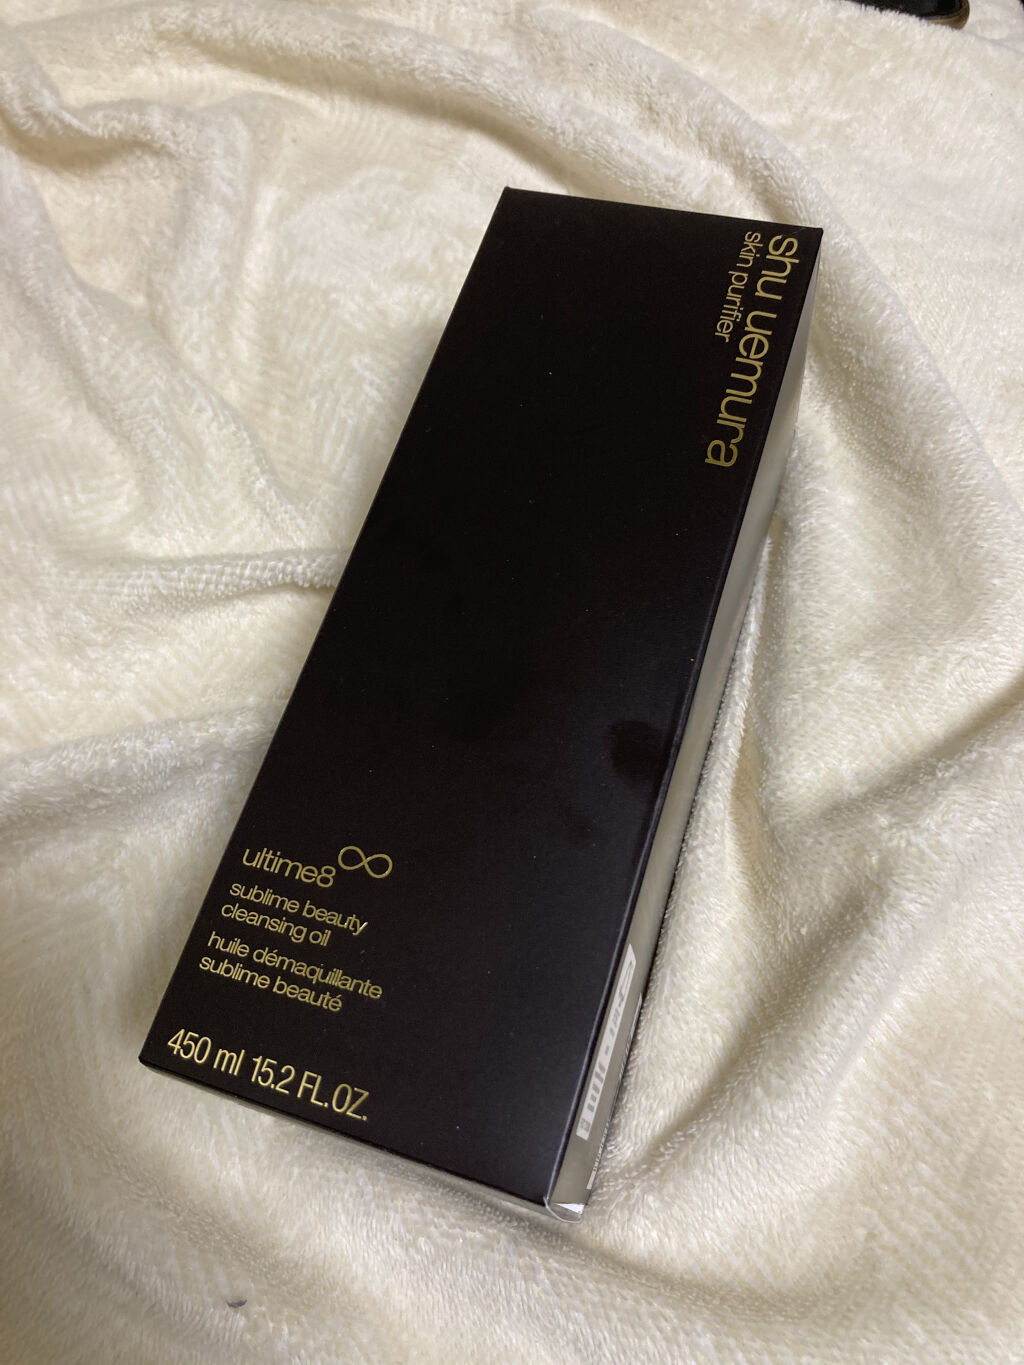 shu uemura
skin purifier
ultime8∞
sublime beauty
cleansing oil
huile démaquillante
sublime beauté
450 ml 15.2 FL.OZ.